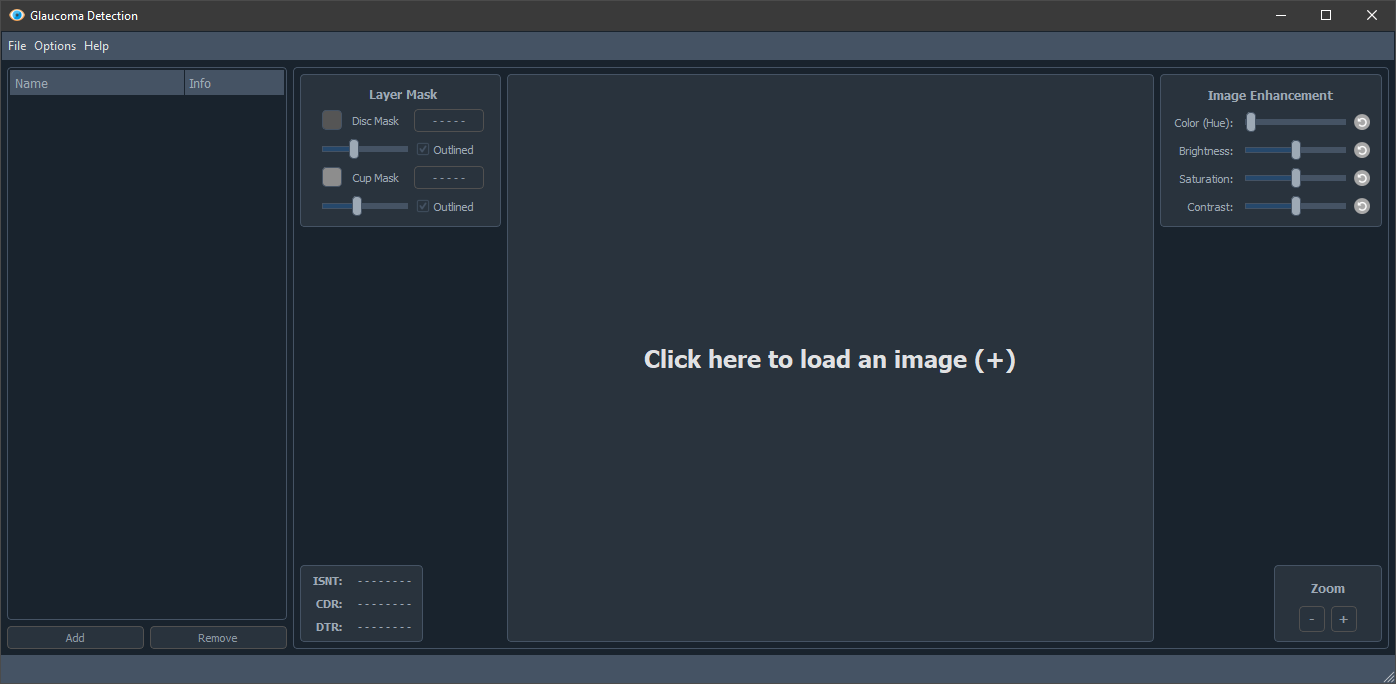 Glaucoma Detection
File Options Help
Name Info
Layer Mask
Disc Mask -----
Outlined
Cup Mask -----
Outlined
Click here to load an image (+)
Image Enhancement
Color (Hue):
Brightness:
Saturation:
Contrast:
ISNT: --------
CDR: --------
DTR: --------
Zoom
- +
Add Remove